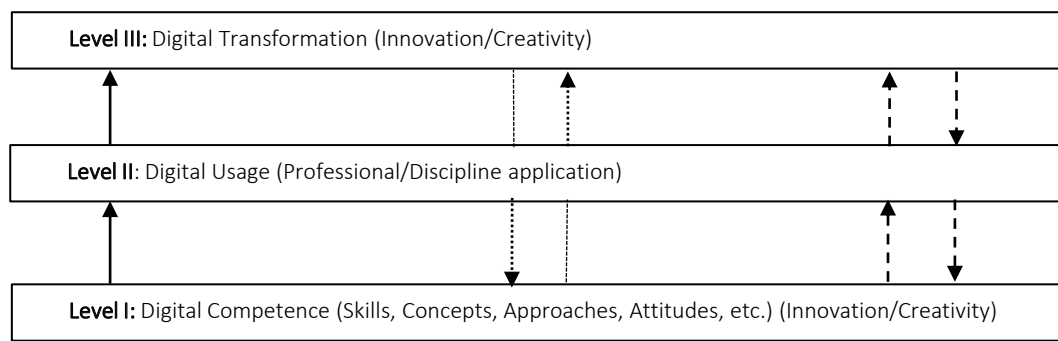 Level III: Digital Transformation (Innovation/Creativity)
Level II: Digital Usage (Professional/Discipline application)
Level I: Digital Competence (Skills, Concepts, Approaches, Attitudes, etc.) (Innovation/Creativity)